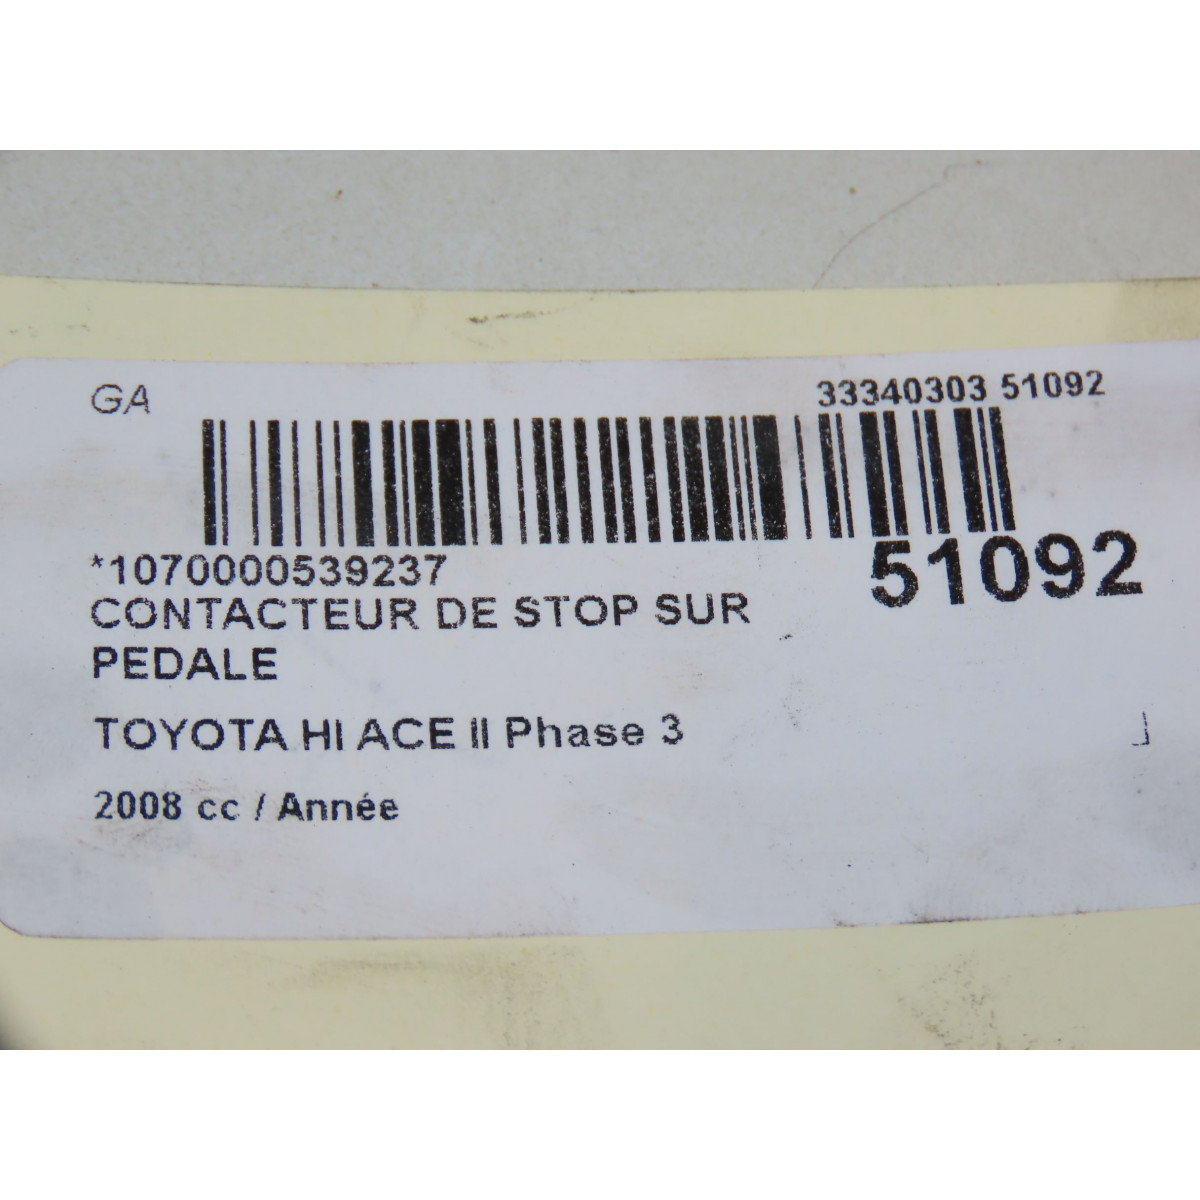 GA
33340303 51092
*1070000539237
51092
CONTACTEUR DE STOP SUR
PEDALE
TOYOTA HI ACE II Phase 3
2008 cc / Année